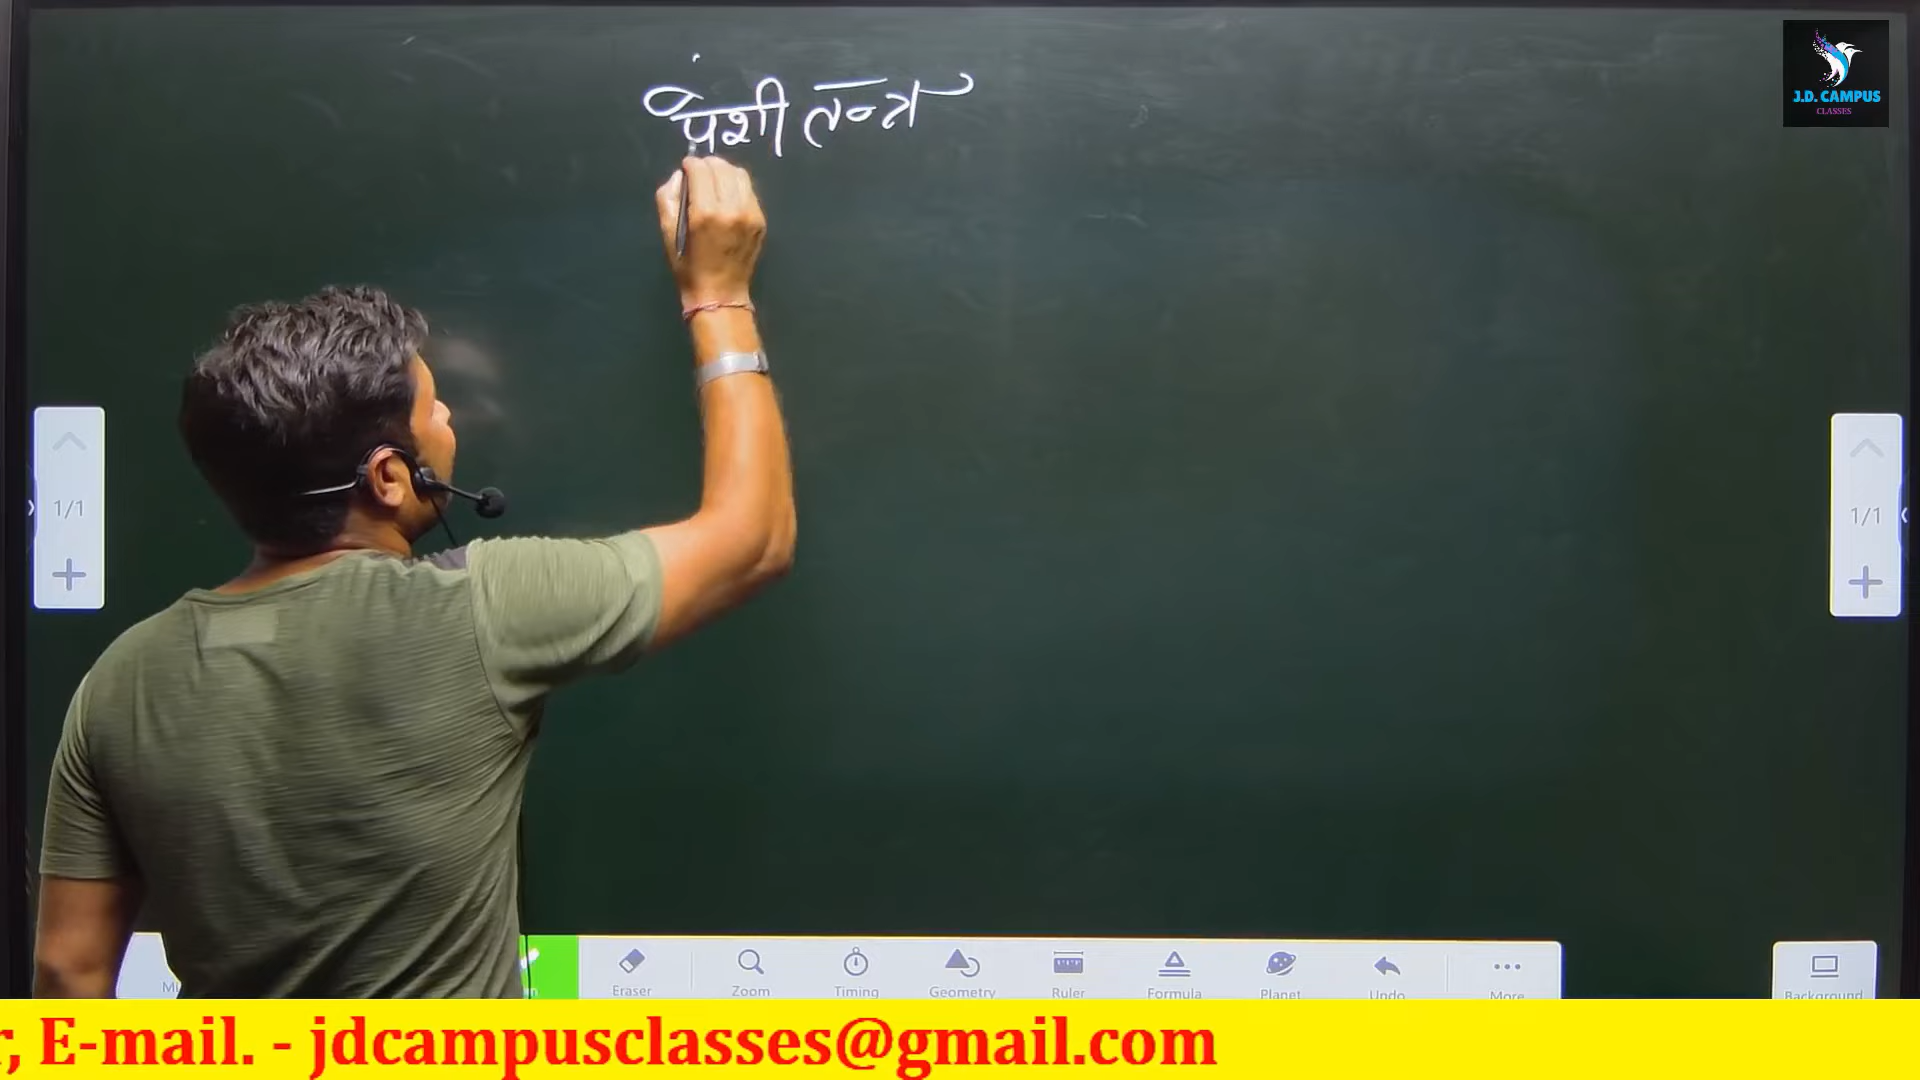 पेशी तन्त्र
J.D. CAMPUS
CLASSES
1/1
1/1
Eraser
Zoom
Timing
Geometry
Ruler
Formula
Planet
Undo
More
Background
r, E-mail. - jdcampusclasses@gmail.com